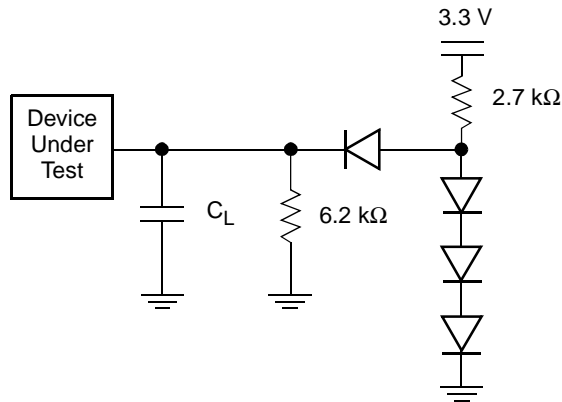 3.3 V
2.7 kΩ
Device
Under
Test
C_L
6.2 kΩ